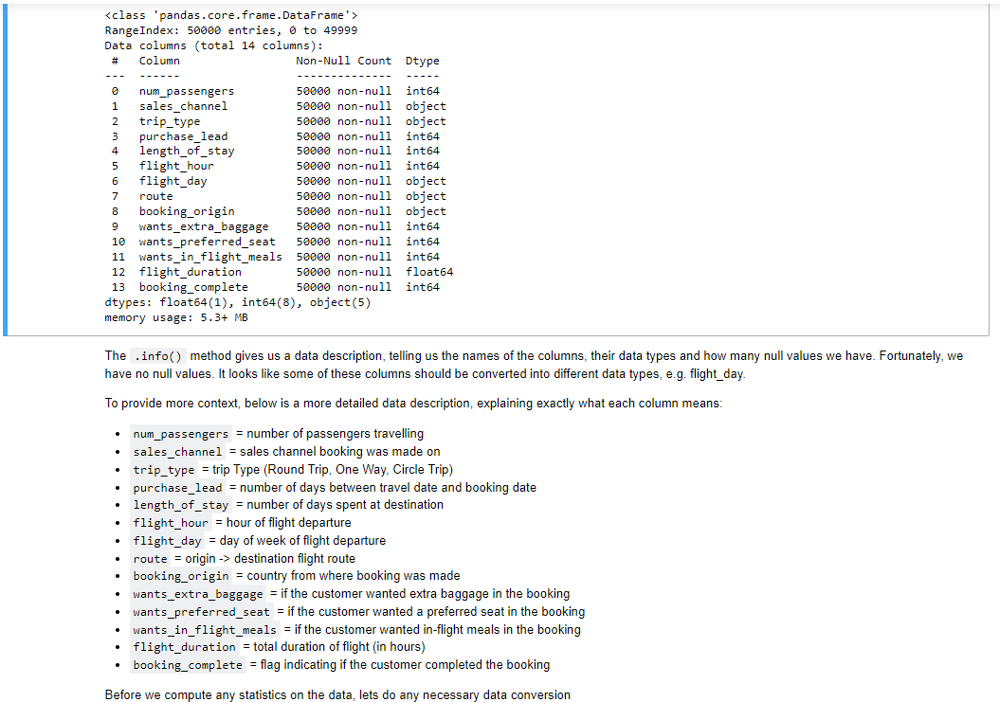 <class 'pandas.core.frame.DataFrame'>
RangeIndex: 50000 entries, 0 to 49999
Data columns (total 14 columns):
 #   Column                 Non-Null Count  Dtype
---  ------                 --------------  -----
 0   num_passengers         50000 non-null  int64
 1   sales_channel          50000 non-null  object
 2   trip_type              50000 non-null  object
 3   purchase_lead          50000 non-null  int64
 4   length_of_stay         50000 non-null  int64
 5   flight_hour            50000 non-null  int64
 6   flight_day             50000 non-null  object
 7   route                  50000 non-null  object
 8   booking_origin         50000 non-null  object
 9   wants_extra_baggage    50000 non-null  int64
 10  wants_preferred_seat   50000 non-null  int64
 11  wants_in_flight_meals  50000 non-null  int64
 12  flight_duration        50000 non-null  float64
 13  booking_complete       50000 non-null  int64
dtypes: float64(1), int64(8), object(5)
memory usage: 5.3+ MB
The .info() method gives us a data description, telling us the names of the columns, their data types and how many null values we have. Fortunately, we
have no null values. It looks like some of these columns should be converted into different data types, e.g. flight_day.
To provide more context, below is a more detailed data description, explaining exactly what each column means:
• num_passengers = number of passengers travelling
• sales_channel = sales channel booking was made on
• trip_type = trip Type (Round Trip, One Way, Circle Trip)
• purchase_lead = number of days between travel date and booking date
• length_of_stay = number of days spent at destination
• flight_hour = hour of flight departure
• flight_day = day of week of flight departure
• route = origin -> destination flight route
• booking_origin = country from where booking was made
• wants_extra_baggage = if the customer wanted extra baggage in the booking
• wants_preferred_seat = if the customer wanted a preferred seat in the booking
• wants_in_flight_meals = if the customer wanted in-flight meals in the booking
• flight_duration = total duration of flight (in hours)
• booking_complete = flag indicating if the customer completed the booking
Before we compute any statistics on the data, lets do any necessary data conversion